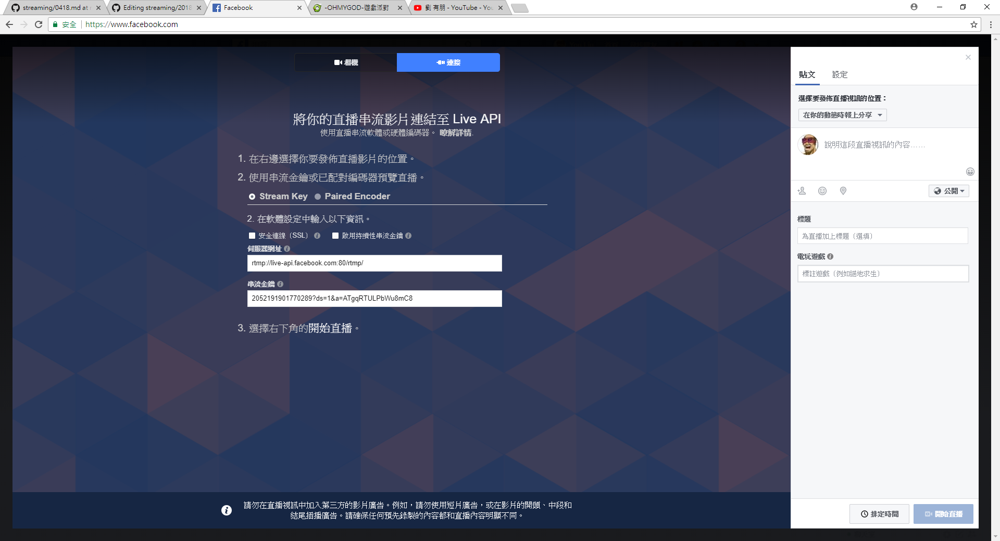 streaming/0418.md at
Editing streaming/2018
Facebook
-OHMYGOD-遊戲派對
劉 有朋 - YouTube - You
安全
https://www.facebook.com
相機
連接
將你的直播串流影片連結至 Live API
使用直播串流軟體或硬體編碼器。 瞭解詳情.
1. 在右邊選擇你要發佈直播影片的位置。
2. 使用串流金鑰或已配對編碼器預覽直播。
Stream Key
Paired Encoder
2. 在軟體設定中輸入以下資訊。
安全連線（SSL）
啟用持續性串流金鑰
伺服器網址
rtmp://live-api.facebook.com:80/rtmp/
串流金鑰
2052191901770289?ds=1&a=ATgqRTULPbWu8mC8
3. 選擇右下角的開始直播。
請勿在直播視訊中加入第三方的影片廣告。例如，請勿使用短片廣告，或在影片的開頭、中段和
結尾插播廣告。請確保任何預先錄製的內容都和直播內容明顯不同。
貼文
設定
選擇要發佈直播視訊的位置：
在你的動態時報上分享
說明這段直播視訊的內容……
公開
標題
為直播加上標題（選填）
電玩遊戲
標註遊戲（例如絕地求生）
排定時間
開始直播